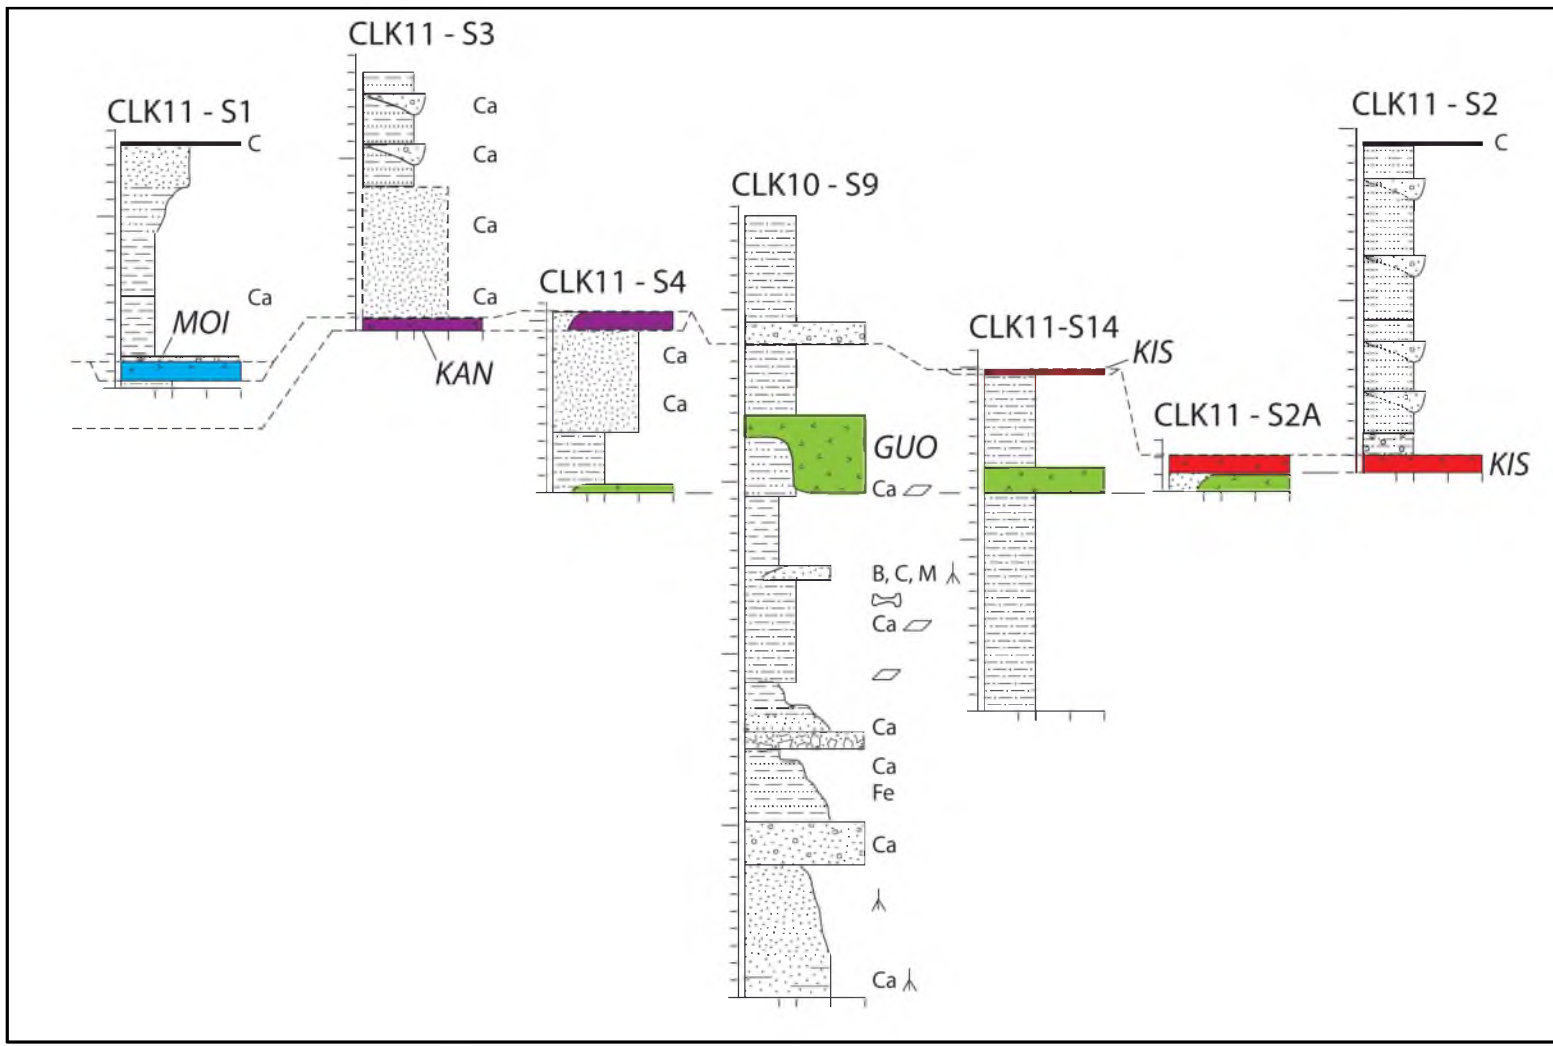 CLK11 - S1
C
Ca
MOI
CLK11 - S3
Ca
Ca
Ca
Ca
KAN
CLK11 - S4
Ca
Ca
CLK10 - S9
GUO
Ca
B, C, M
Ca
Ca
Ca
Fe
Ca
Ca
CLK11-S14
KIS
CLK11 - S2A
CLK11 - S2
C
KIS